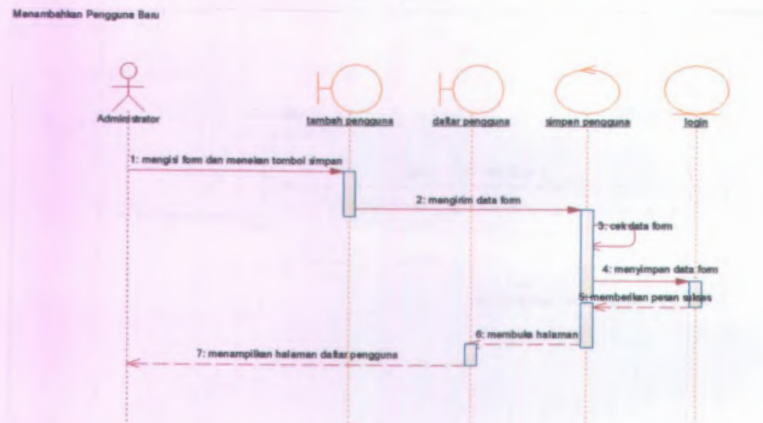 Menambahkan Pengguna Baru
Administrator
tambah pengguna
daftar pengguna
simpan pengguna
login
1: mengisi form dan menekan tombol simpan
2: mengirim data form
3: cek data form
4: menyimpan data form
5: memberikan pesan sukses
6: membuka halaman
7: menampilkan halaman daftar pengguna